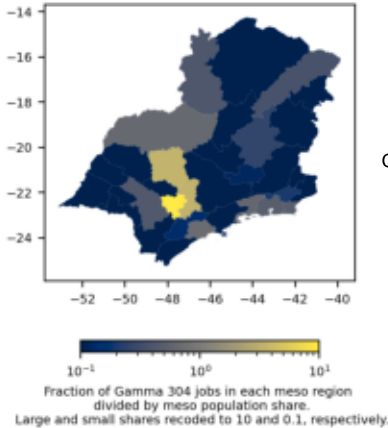 −14
−16
−18
−20
−22
−24
−52 −50 −48 −46 −44 −42 −40
10⁻¹ 10⁰ 10¹
Fraction of Gamma 304 jobs in each meso region
divided by meso population share.
Large and small shares recoded to 10 and 0.1, respectively.